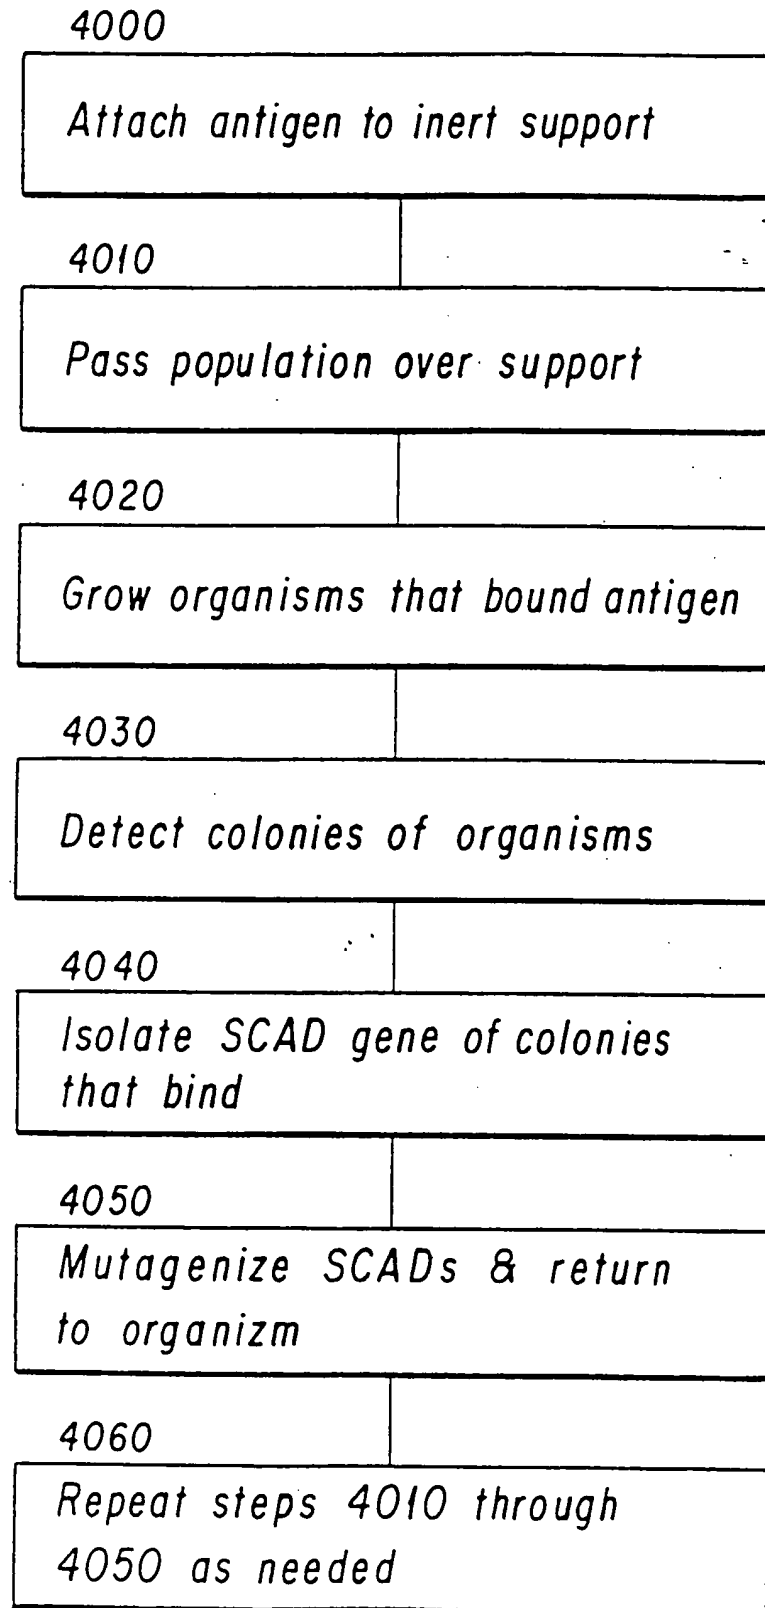 4000
Attach antigen to inert support
4010
Pass population over support
4020
Grow organisms that bound antigen
4030
Detect colonies of organisms
4040
Isolate SCAD gene of colonies
that bind
4050
Mutagenize SCADs & return
to organizm
4060
Repeat steps 4010 through
4050 as needed